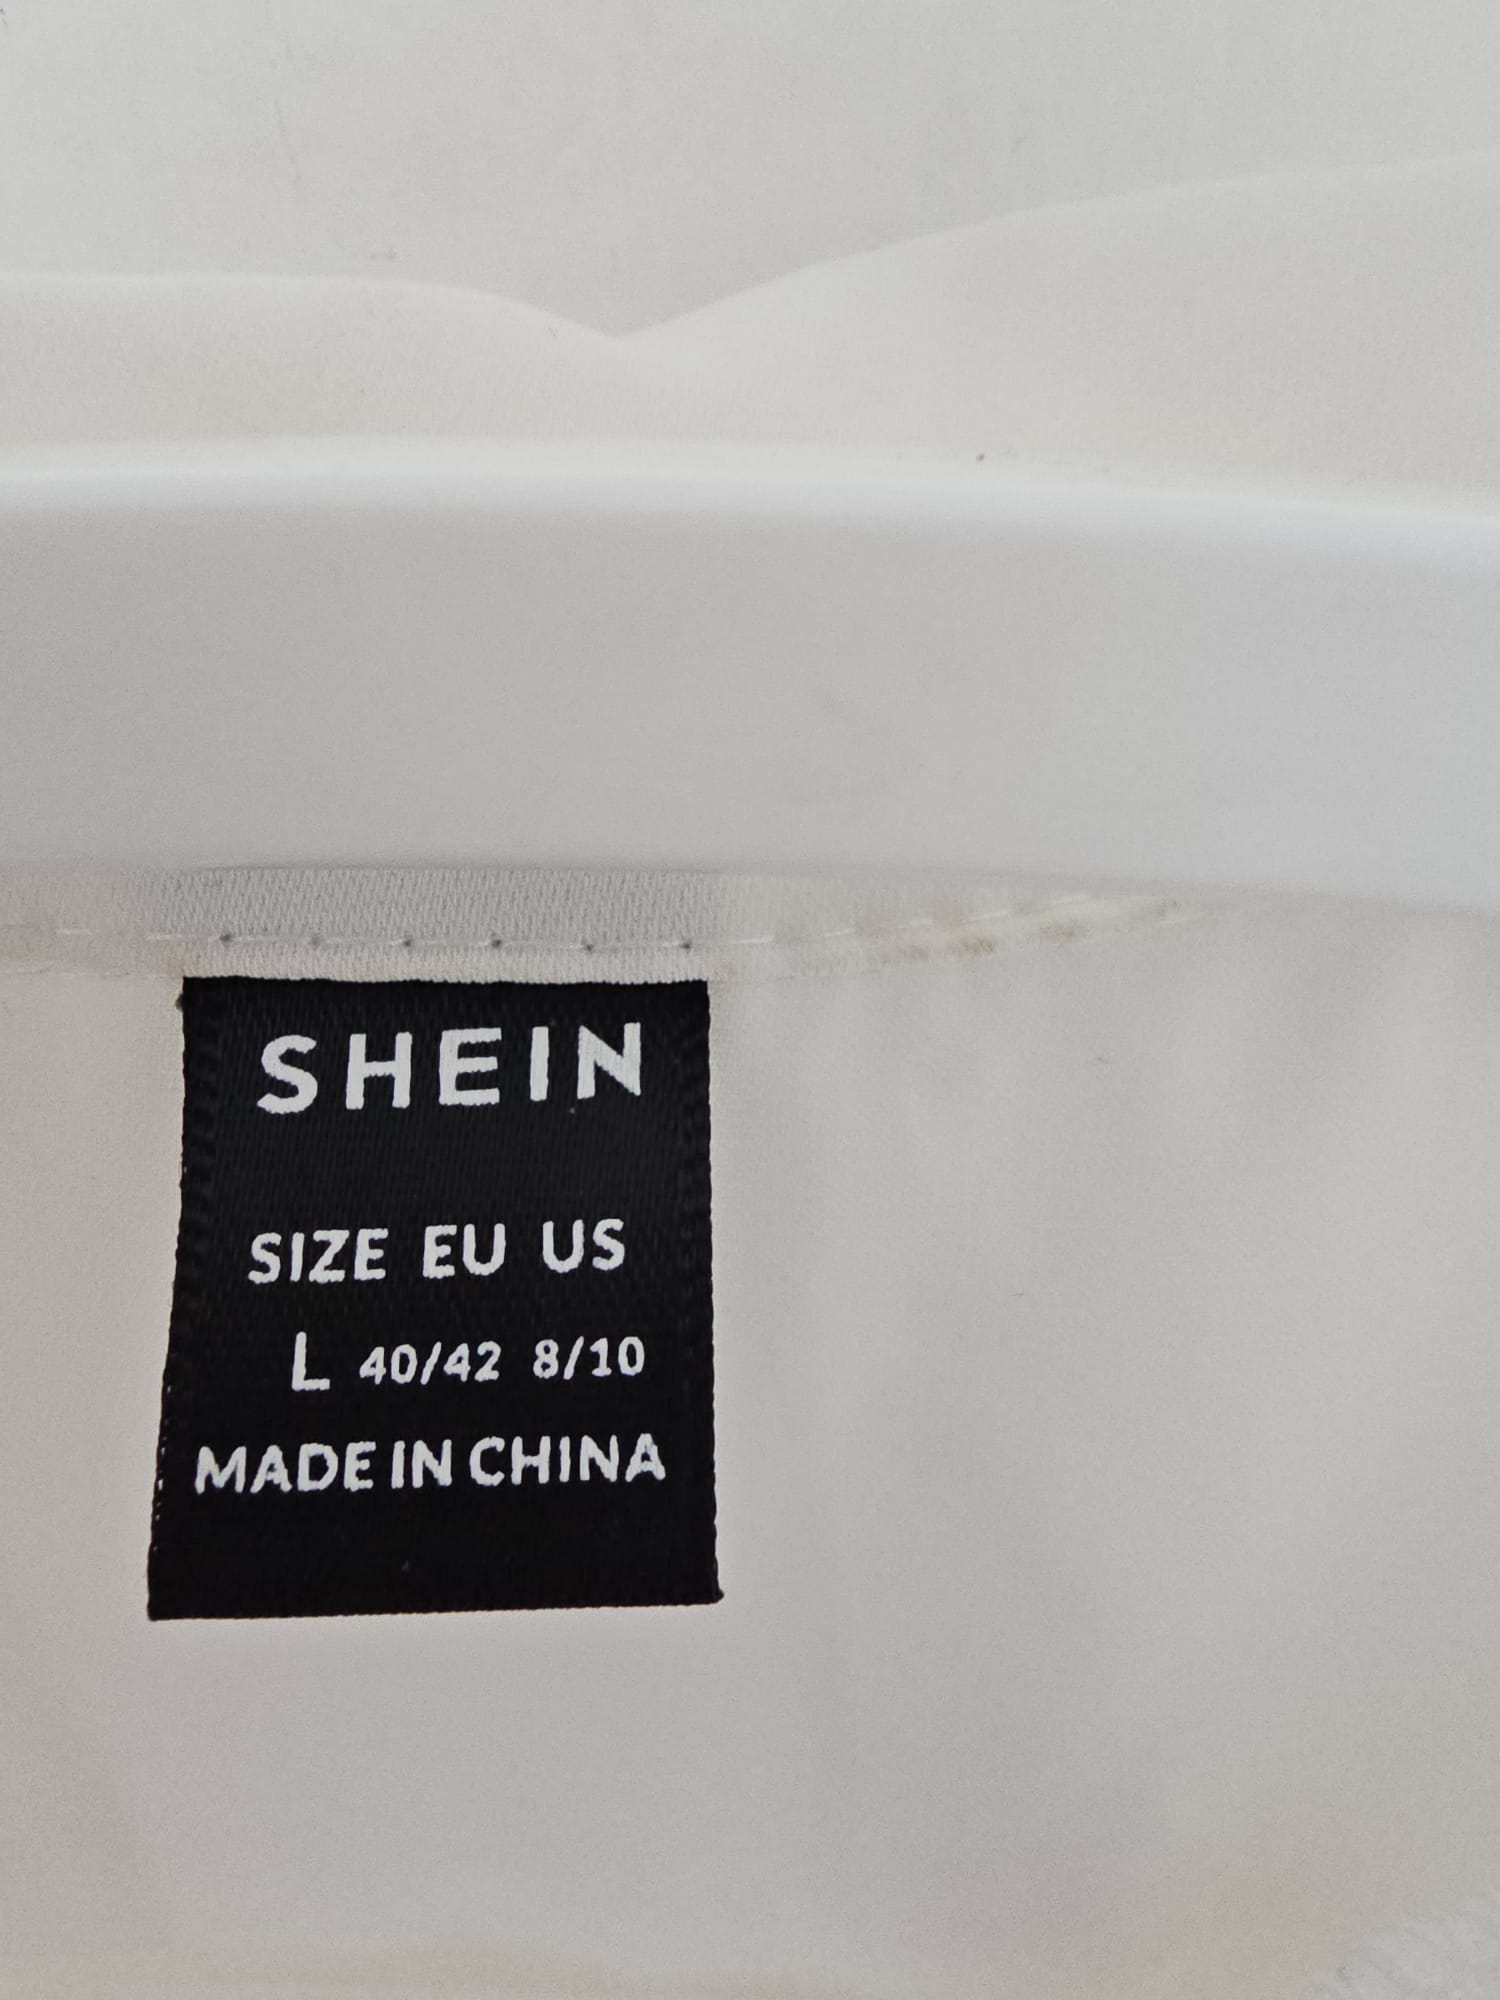 SHEIN
SIZE EU US
L 40/42 8/10
MADE IN CHINA